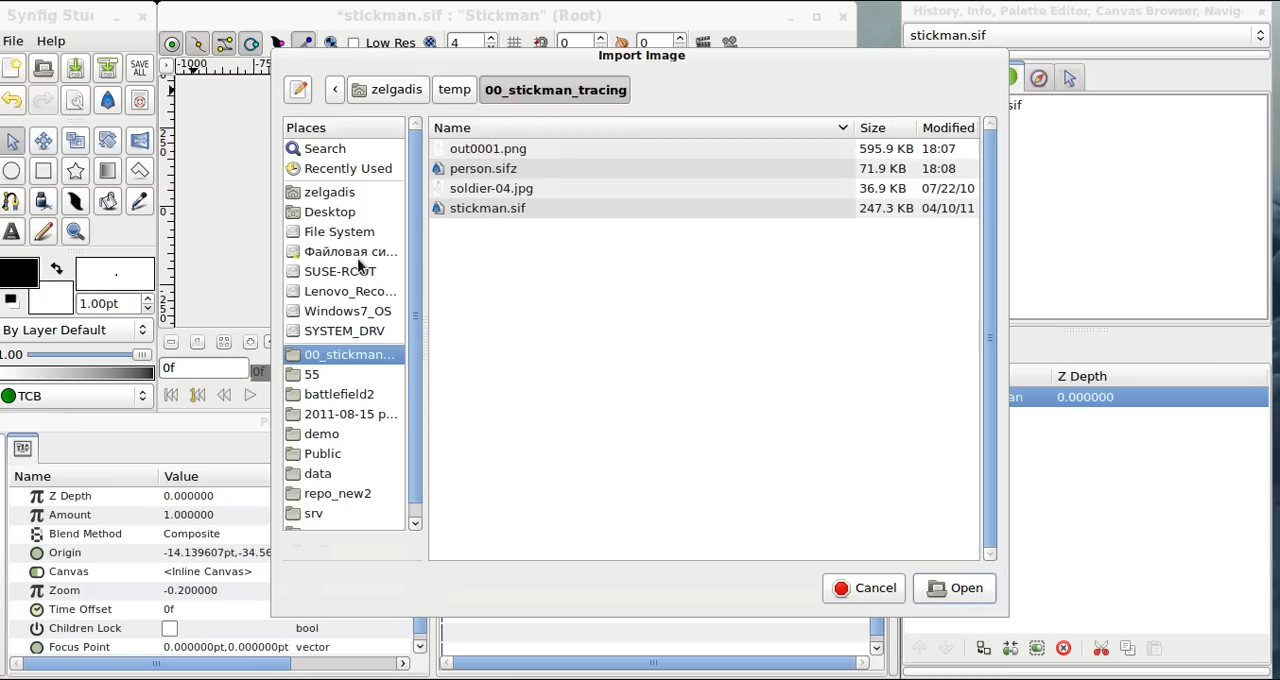 Synfig Stu
*stickman.sif : "Stickman" (Root)
History, Info, Palette Editor, Canvas Browser, Navig
File Help
Low Res
4
0
0
stickman.sif
SAVE ALL
-1000
-75
Import Image
zelgadis
temp
00_stickman_tracing
sif
Places
Search
Recently Used
zelgadis
Desktop
File System
Файловая си...
SUSE-ROOT
Lenovo_Reco...
Windows7_OS
SYSTEM_DRV
00_stickman...
55
battlefield2
2011-08-15 p...
demo
Public
data
repo_new2
srv
Name Size Modified
out0001.png 595.9 KB 18:07
person.sifz 71.9 KB 18:08
soldier-04.jpg 36.9 KB 07/22/10
stickman.sif 247.3 KB 04/10/11
Cancel
Open
1.00pt
By Layer Default
1.00
TCB
0f
0f
Z Depth
an 0.000000
Name Value
Z Depth 0.000000
Amount 1.000000
Blend Method Composite
Origin -14.139607pt,-34.56
Canvas <Inline Canvas>
Zoom -0.200000
Time Offset 0f
Children Lock bool
Focus Point 0.000000pt,0.000000pt vector